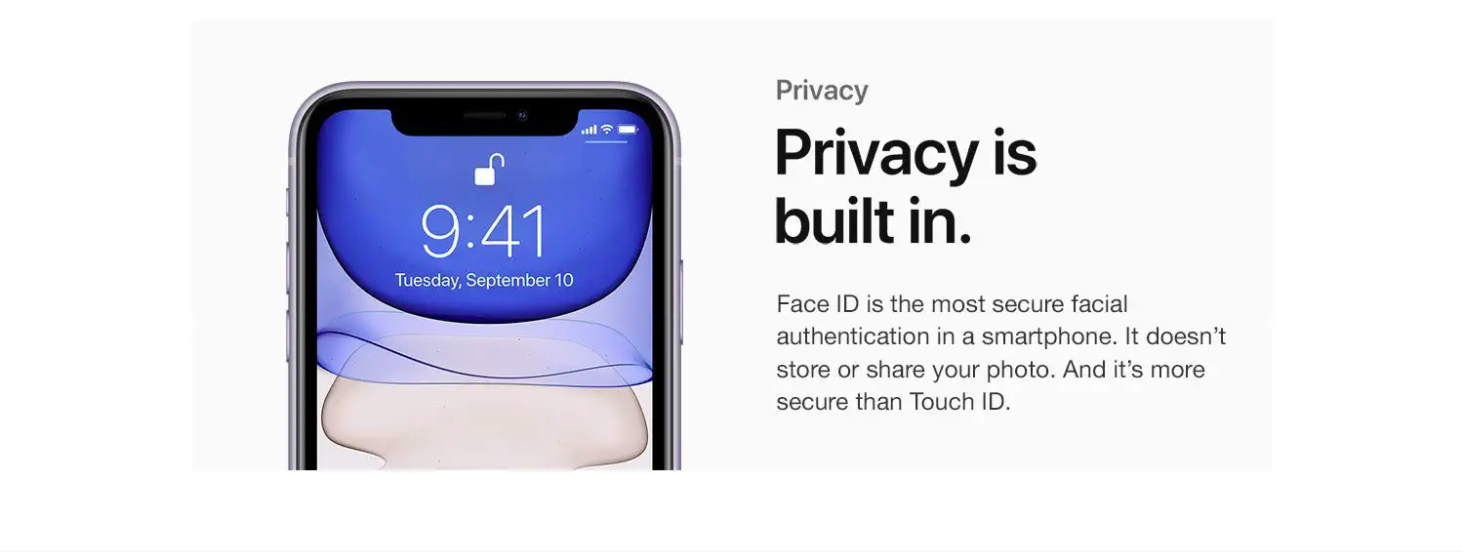 9:41
Tuesday, September 10
Privacy
Privacy is
built in.
Face ID is the most secure facial
authentication in a smartphone. It doesn’t
store or share your photo. And it’s more
secure than Touch ID.